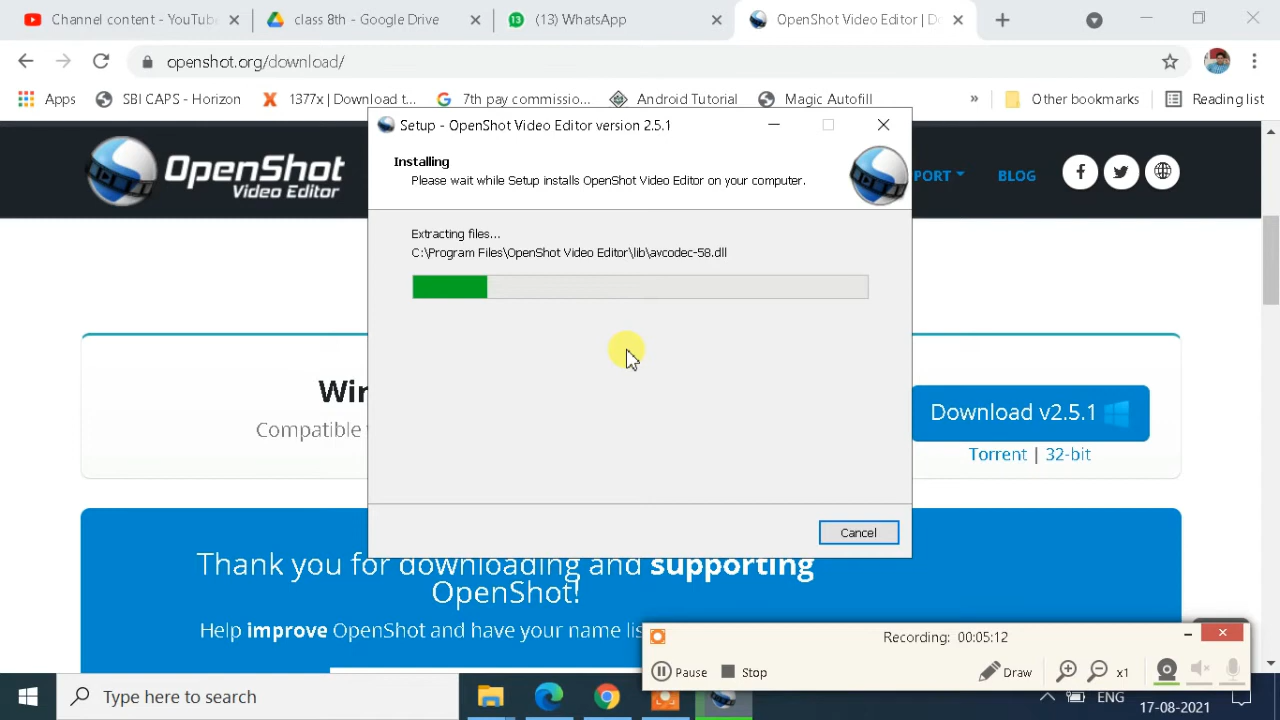 Channel content - YouTu
class 8th - Google Drive
(13) WhatsApp
OpenShot Video Editor | D
openshot.org/download/
Apps
SBI CAPS - Horizon
1377x | Download t...
7th pay commissio...
Android Tutorial
Magic Autofill
»
Other bookmarks
Reading list
OpenShot
Video Editor
PORT
BLOG
Setup - OpenShot Video Editor version 2.5.1
Installing
Please wait while Setup installs OpenShot Video Editor on your computer.
Extracting files...
C:\Program Files\OpenShot Video Editor\lib\avcodec-58.dll
Cancel
Win
Compatible
Download v2.5.1
Torrent | 32-bit
Thank you for downloading and supporting
OpenShot!
Help improve OpenShot and have your name lis
Recording: 00:05:12
Pause
Stop
Draw
x1
Type here to search
ENG
17-08-2021